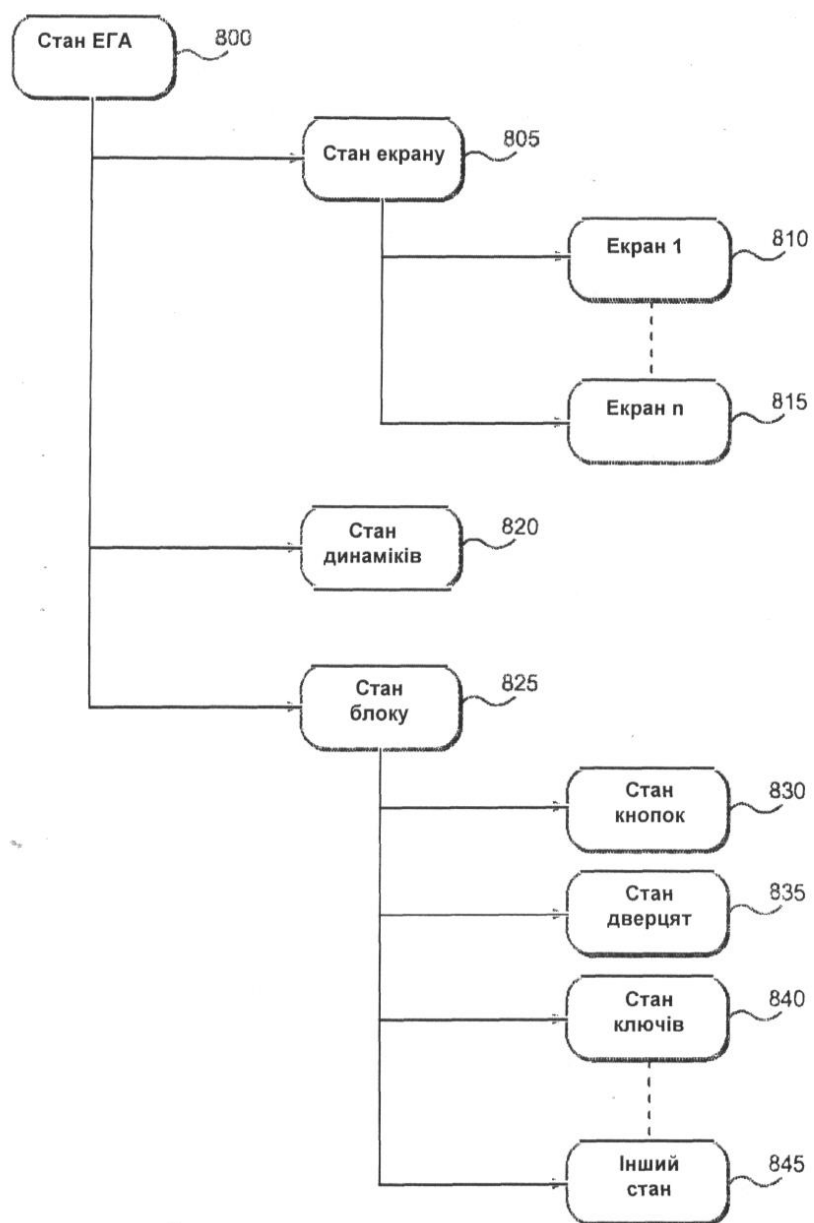 Стан ЕГА
800
Стан екрану
805
Екран 1
810
Екран n
815
Стан
динаміків
820
Стан
блоку
825
Стан
кнопок
830
Стан
дверцят
835
Стан
ключів
840
Інший
стан
845